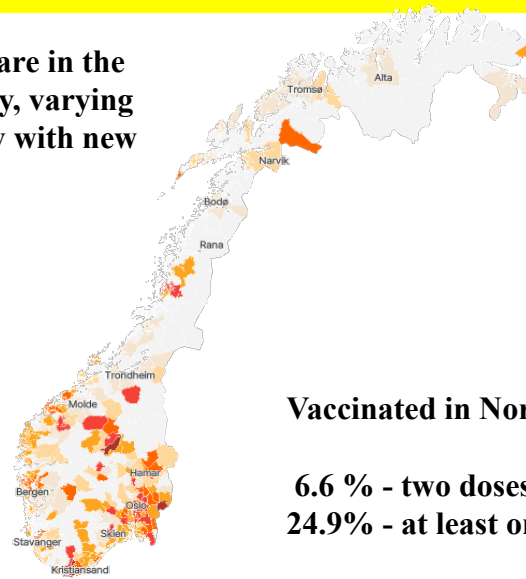 are in the
y, varying
with new
Tromsø
Alta
Narvik
Bodø
Rana
Trondheim
Molde
Hamar
Bergen
Oslo
Skien
Stavanger
Kristiansand
Vaccinated in Nor
6.6 % - two doses
24.9% - at least or